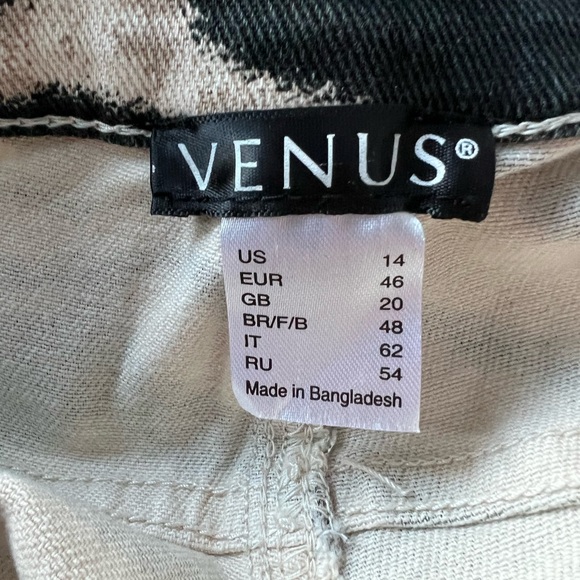 VENUS®
US 14
EUR 46
GB 20
BR/F/B 48
IT 62
RU 54
Made in Bangladesh